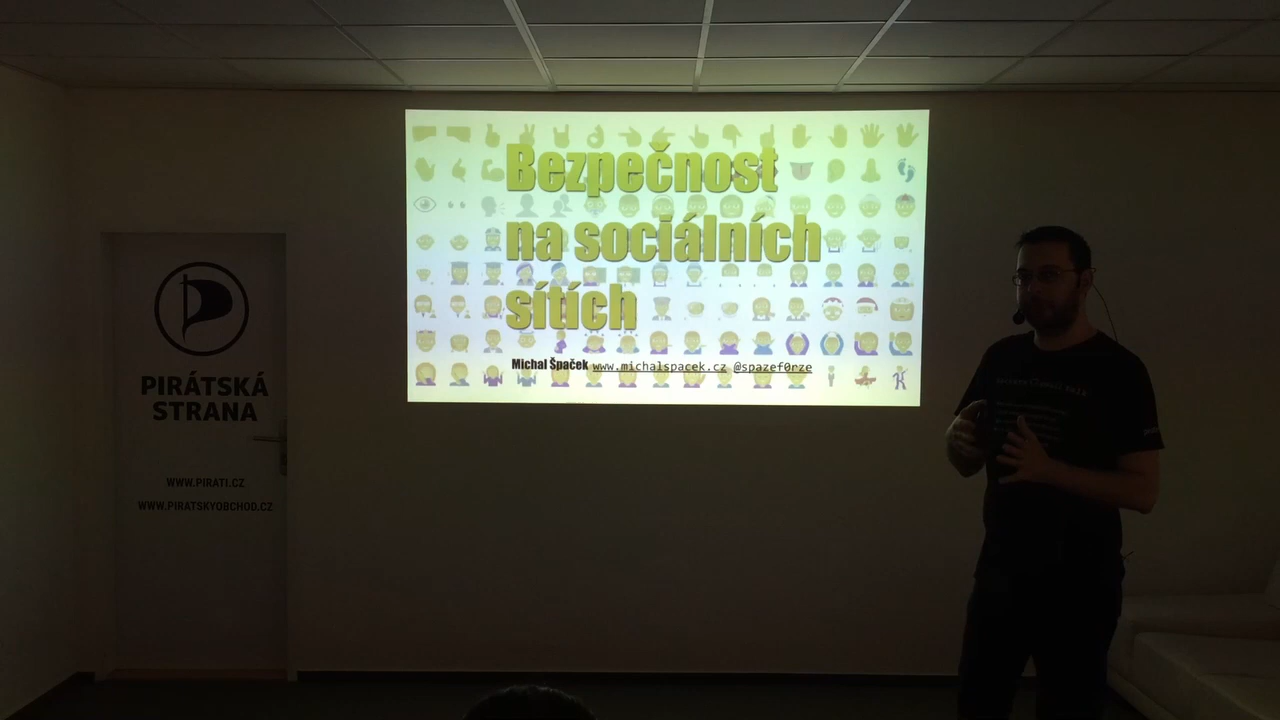 Bezpečnost
na sociálních
sítích
Michal Špaček www.michalspacek.cz @spazef0rze
PIRÁTSKÁ
STRANA
WWW.PIRATI.CZ
WWW.PIRATSKYOBCHOD.CZ